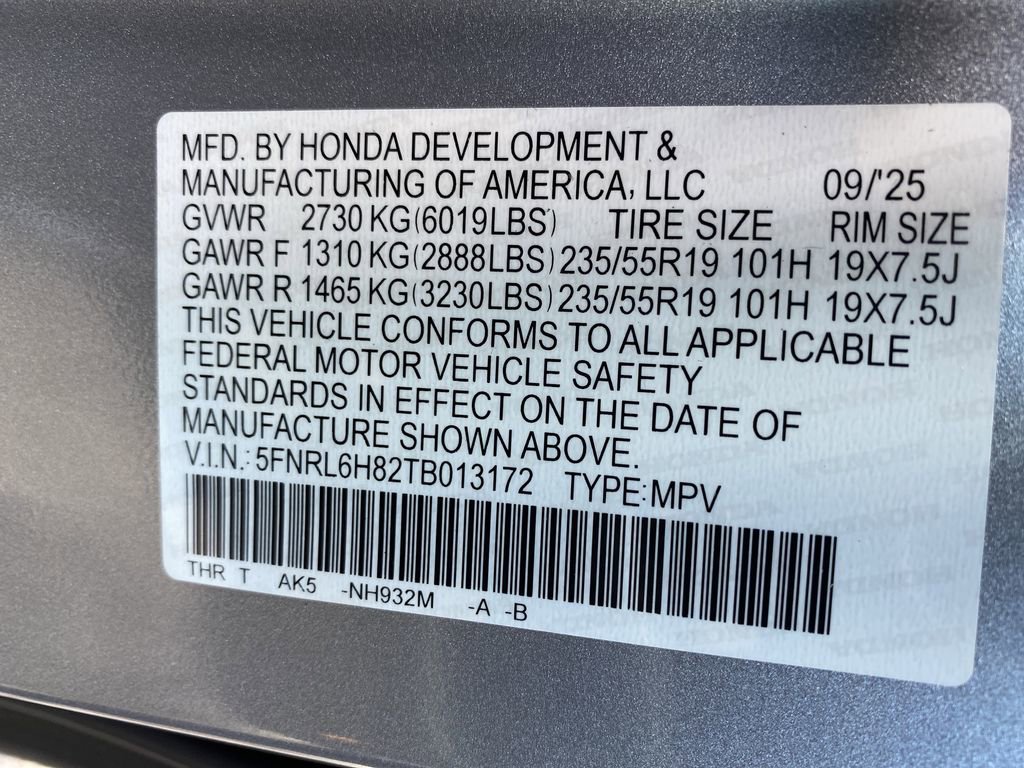 MFD. BY HONDA DEVELOPMENT &
MANUFACTURING OF AMERICA, LLC 09/'25
GVWR 2730 KG(6019LBS) TIRE SIZE RIM SIZE
GAWR F 1310 KG(2888LBS) 235/55R19 101H 19X7.5J
GAWR R 1465 KG(3230LBS) 235/55R19 101H 19X7.5J
THIS VEHICLE CONFORMS TO ALL APPLICABLE
FEDERAL MOTOR VEHICLE SAFETY
STANDARDS IN EFFECT ON THE DATE OF
MANUFACTURE SHOWN ABOVE.
V.I.N.: 5FNRL6H82TB013172 TYPE:MPV
THR T AK5 -NH932M -A -B